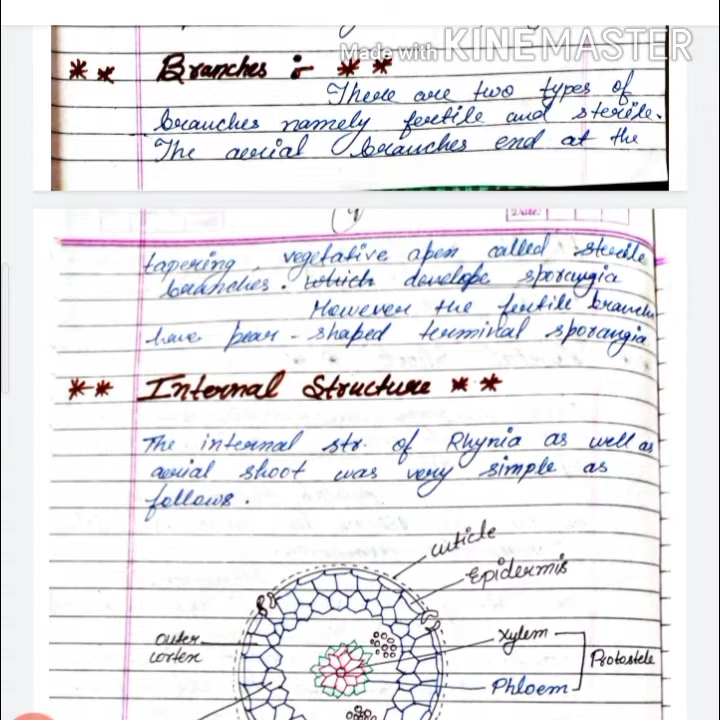 Made with KINEMASTER
** Branches :- **
There are two types of
branches namely fertile and sterile.
The aerial branches end at the
Date:
tapering vegetative apex called sterile
branches. which develope sporangia
However the fertile branch
have pear-shaped terminal sporangia
** Internal Structure **
The internal str. of Rhynia as well as
aerial shoot was very simple as
follows.
cuticle
Epidermis
outer
cortex
xylem
Protostele
Phloem